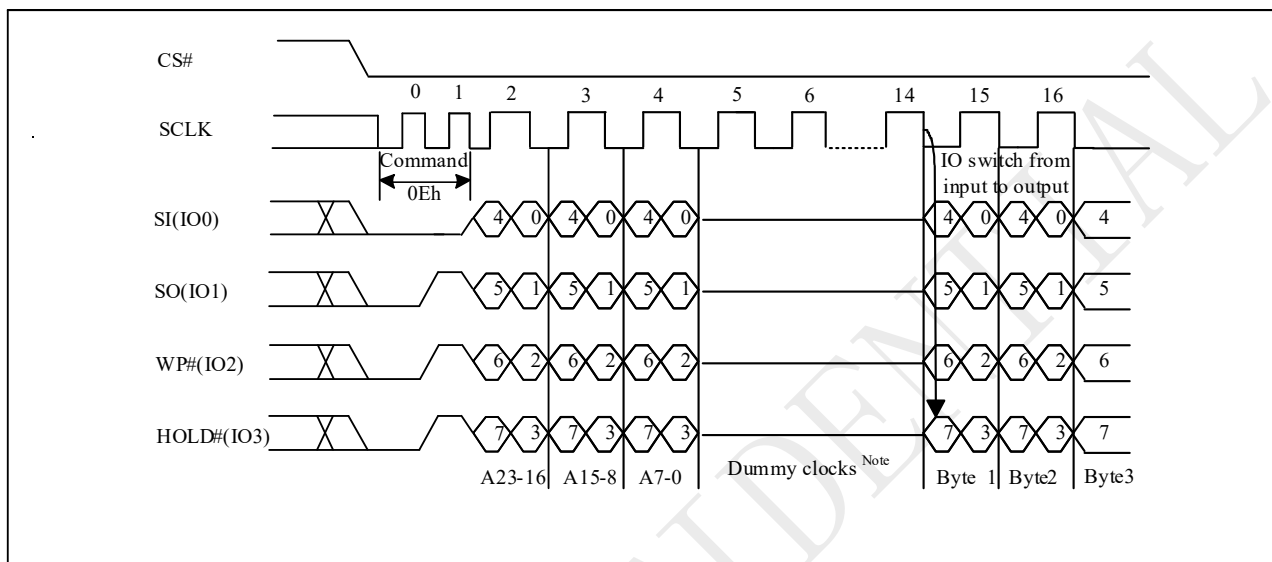 CS#
0 1 2 3 4 5 6 14 15 16
SCLK
Command
0Eh
IO switch from
input to output
SI(IO0)
4 0 4 0 4 0 4 0 4 0 4
SO(IO1)
5 1 5 1 5 1 5 1 5 1 5
WP#(IO2)
6 2 6 2 6 2 6 2 6 2 6
HOLD#(IO3)
7 3 7 3 7 3 7 3 7 3 7
A23-16 A15-8 A7-0 Dummy clocks Note Byte 1 Byte2 Byte3
IDENTIAL